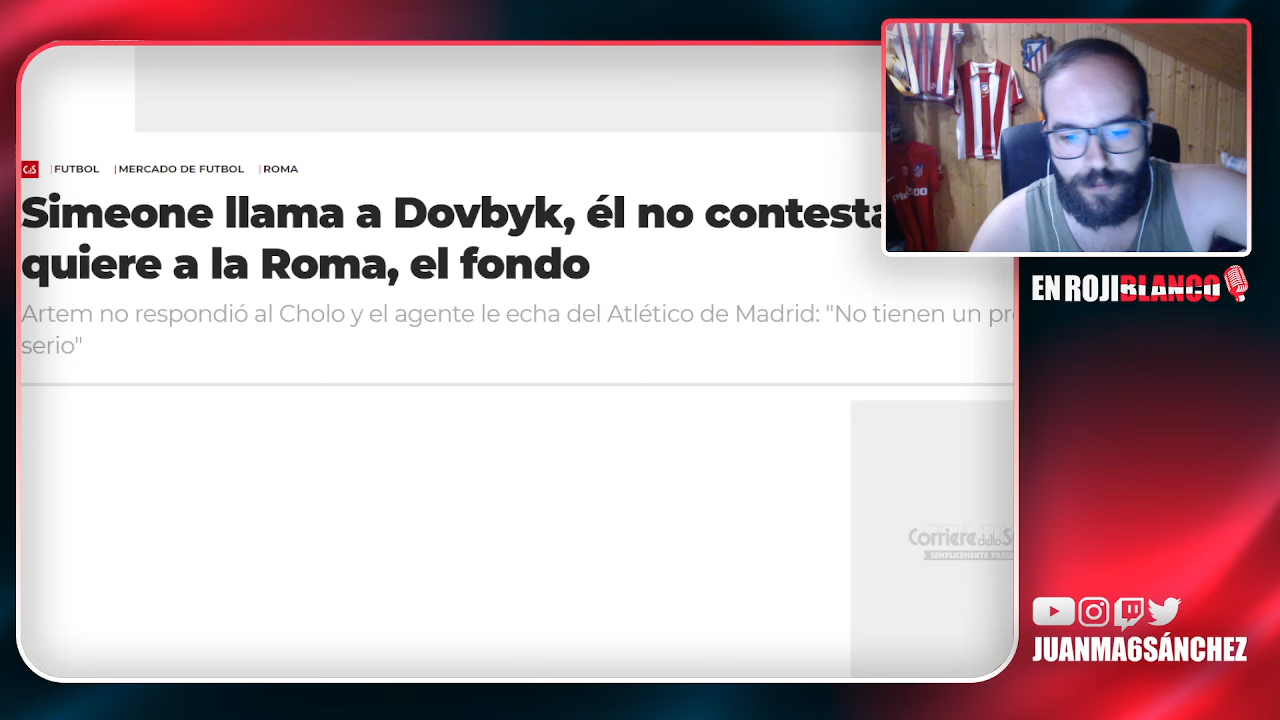 CdS | FUTBOL | MERCADO DE FUTBOL | ROMA
Simeone llama a Dovbyk, él no contesta
quiere a la Roma, el fondo
Artem no respondió al Cholo y el agente le echa del Atlético de Madrid: "No tienen un
serio"
EN ROJIBLANCO
Corriere dello
SEMPLICEMENTE
JUANMA6SÁNCHEZ